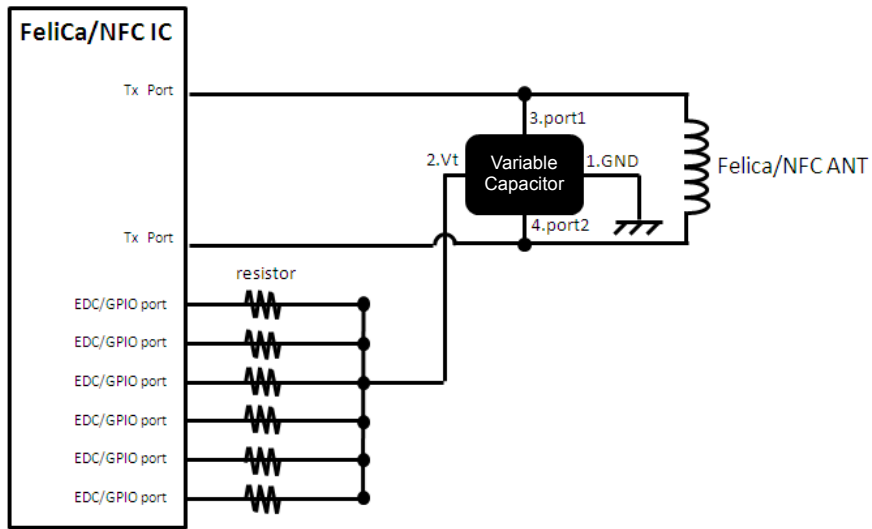 FeliCa/NFC IC
Tx Port
3.port1
2.Vt
Variable
Capacitor
1.GND
Felica/NFC ANT
4.port2
Tx Port
resistor
EDC/GPIO port
EDC/GPIO port
EDC/GPIO port
EDC/GPIO port
EDC/GPIO port
EDC/GPIO port